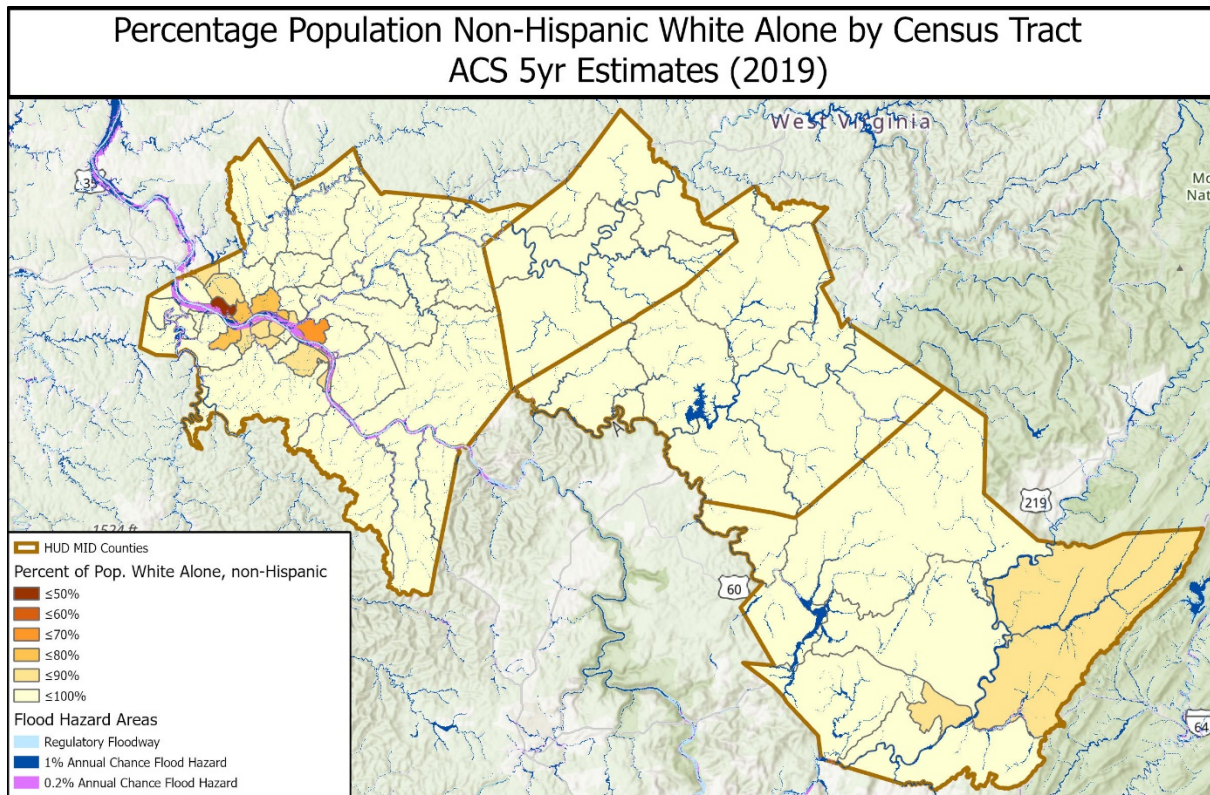 Percentage Population Non-Hispanic White Alone by Census Tract
ACS 5yr Estimates (2019)
West Virginia
35
219
60
64
1524 ft
HUD MID Counties
Percent of Pop. White Alone, non-Hispanic
≤50%
≤60%
≤70%
≤80%
≤90%
≤100%
Flood Hazard Areas
Regulatory Floodway
1% Annual Chance Flood Hazard
0.2% Annual Chance Flood Hazard